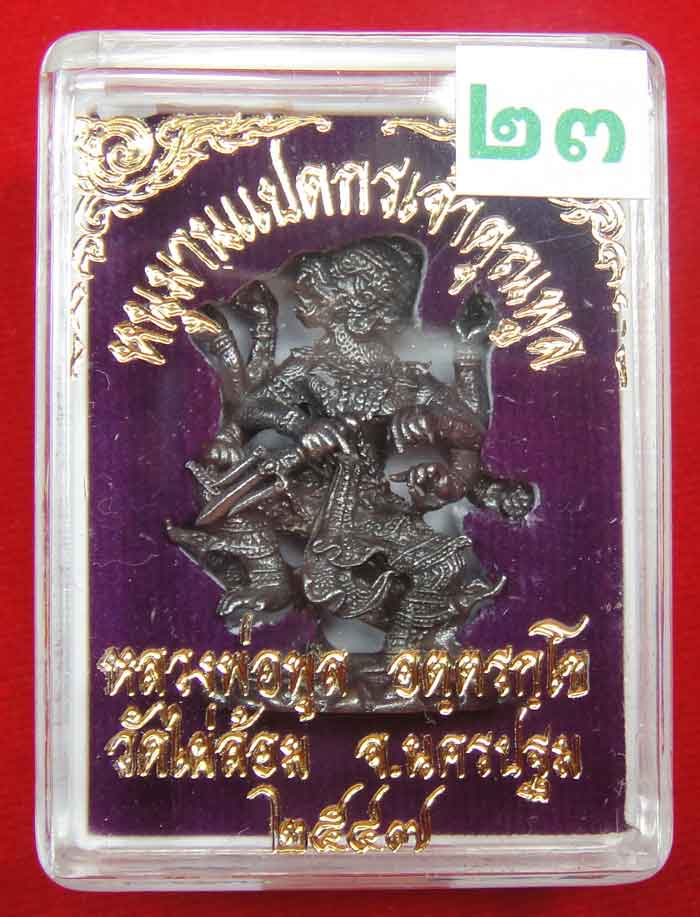 ๒๓
หนุมานแปดกรเจ้าคุณพูล
หลวงพ่อพูล อตฺตรกฺโข
วัดไผ่ล้อม จ.นครปฐม
๒๕๔๗